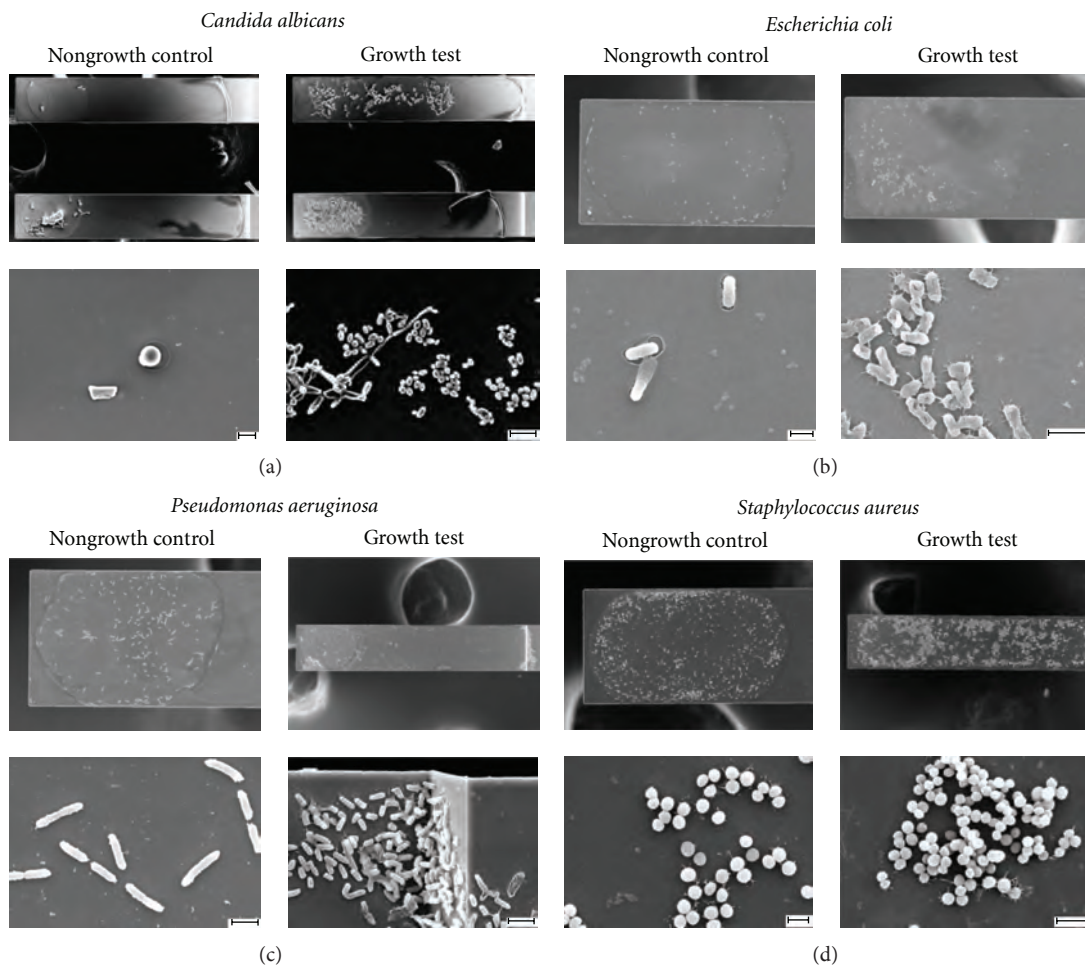 Candida albicans
Nongrowth control Growth test
(a)
Escherichia coli
Nongrowth control Growth test
(b)
Pseudomonas aeruginosa
Nongrowth control Growth test
(c)
Staphylococcus aureus
Nongrowth control Growth test
(d)